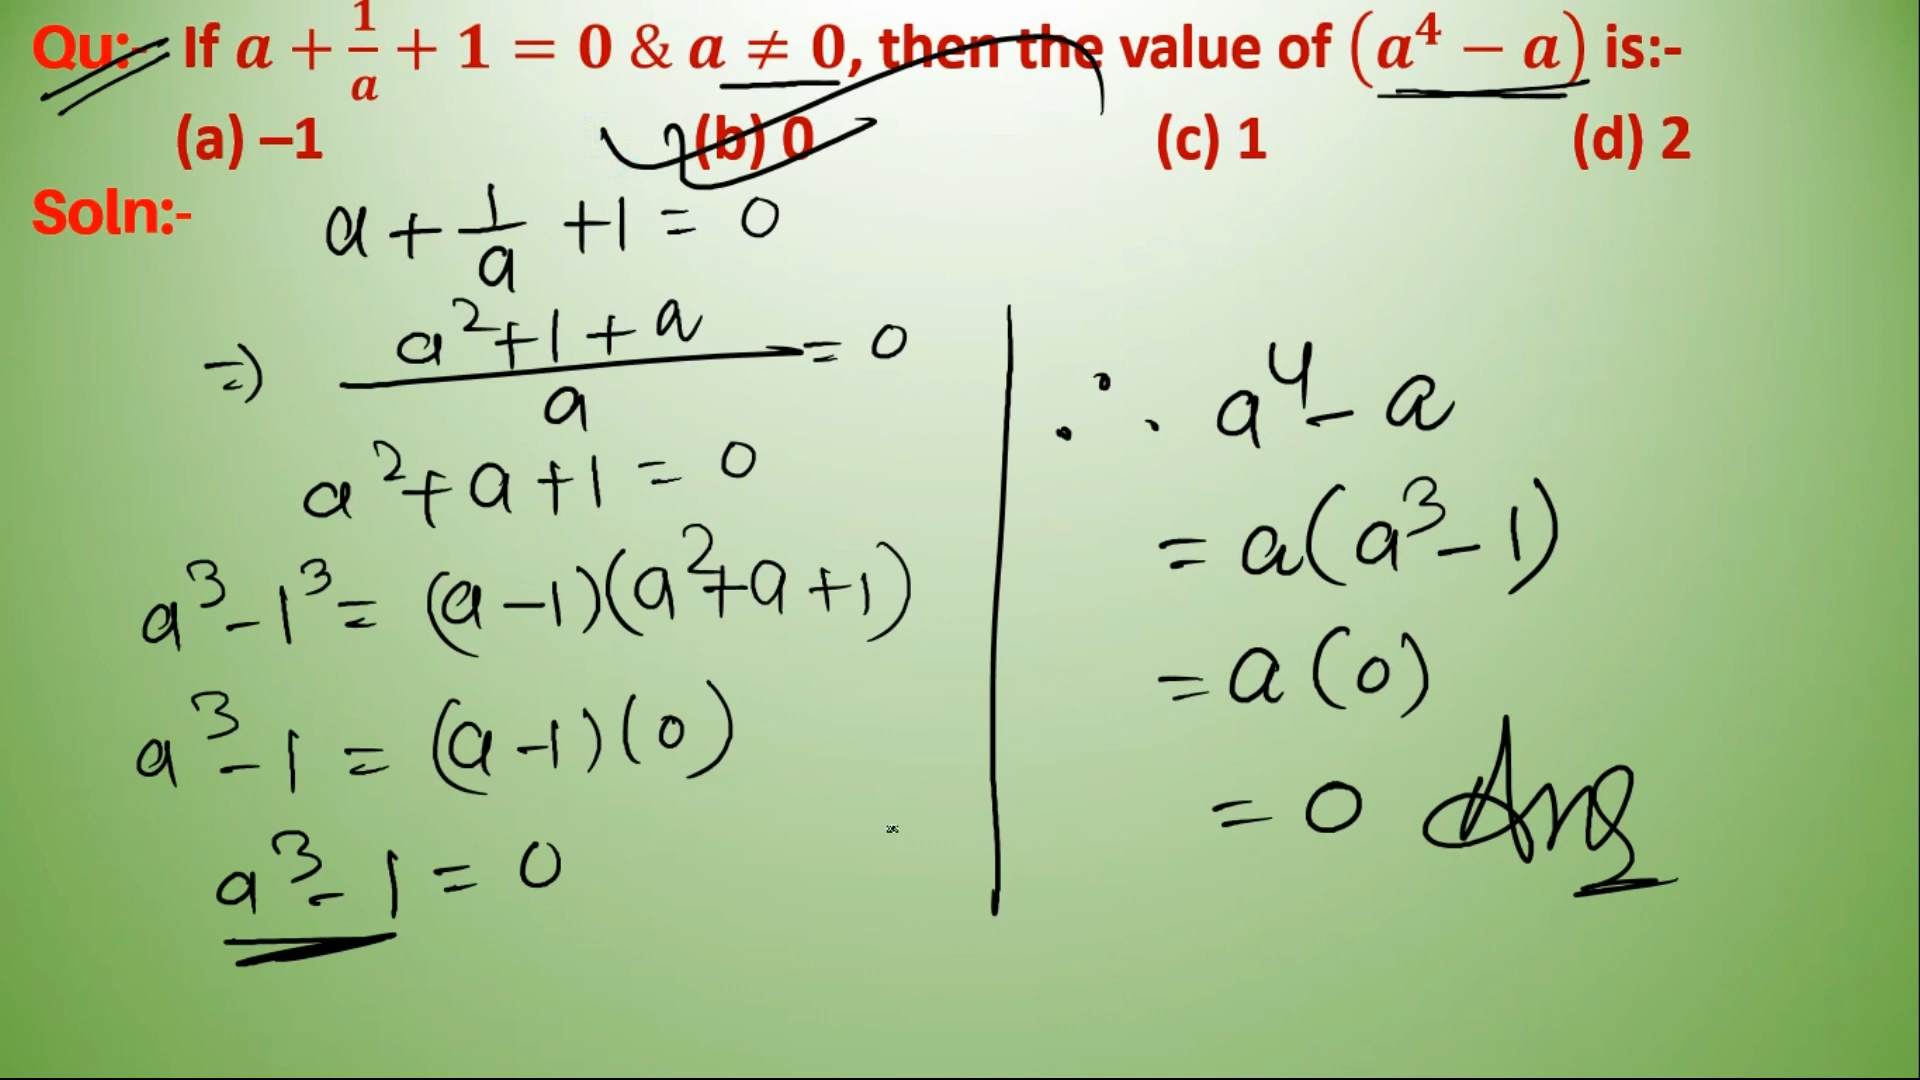 Qu:- If a + 1/a + 1 = 0 & a ≠ 0, then the value of (a⁴ − a) is:-
(a) –1 (b) 0 (c) 1 (d) 2
Soln:- a + 1/a + 1 = 0
⇒ (a² + 1 + a)/a = 0
a² + a + 1 = 0
a³ - 1³ = (a - 1)(a² + a + 1)
a³ - 1 = (a - 1)(0)
a³ - 1 = 0
∴ a⁴ - a
= a(a³ - 1)
= a(0)
= 0 Ans